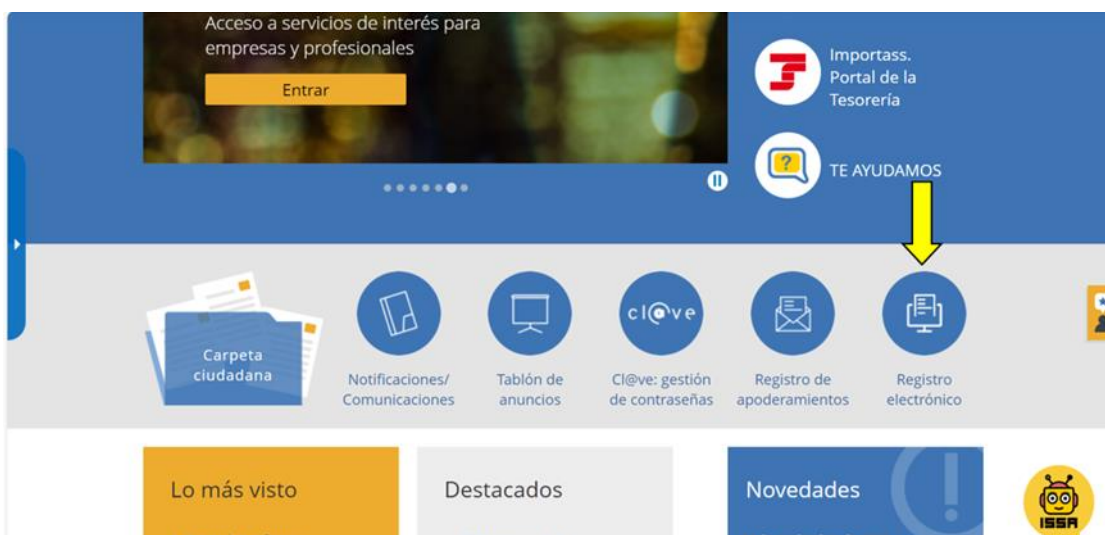 Acceso a servicios de interés para
empresas y profesionales
Entrar
Importass.
Portal de la
Tesorería
TE AYUDAMOS
Carpeta
ciudadana
Notificaciones/
Comunicaciones
Tablón de
anuncios
cl@ve
Cl@ve: gestión
de contraseñas
Registro de
apoderamientos
Registro
electrónico
Lo más visto
Destacados
Novedades
ISSA